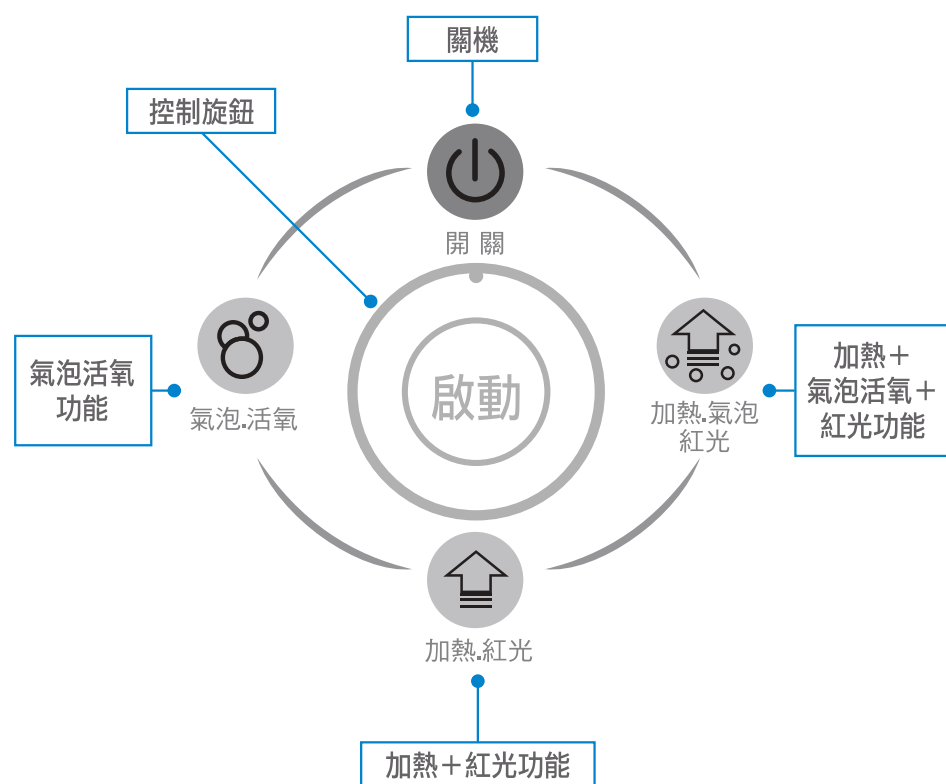 關機
控制旋鈕
開 關
氣泡活氧
功能
氣泡.活氧
啟動
加熱.氣泡
紅光
加熱＋
氣泡活氧＋
紅光功能
加熱.紅光
加熱＋紅光功能